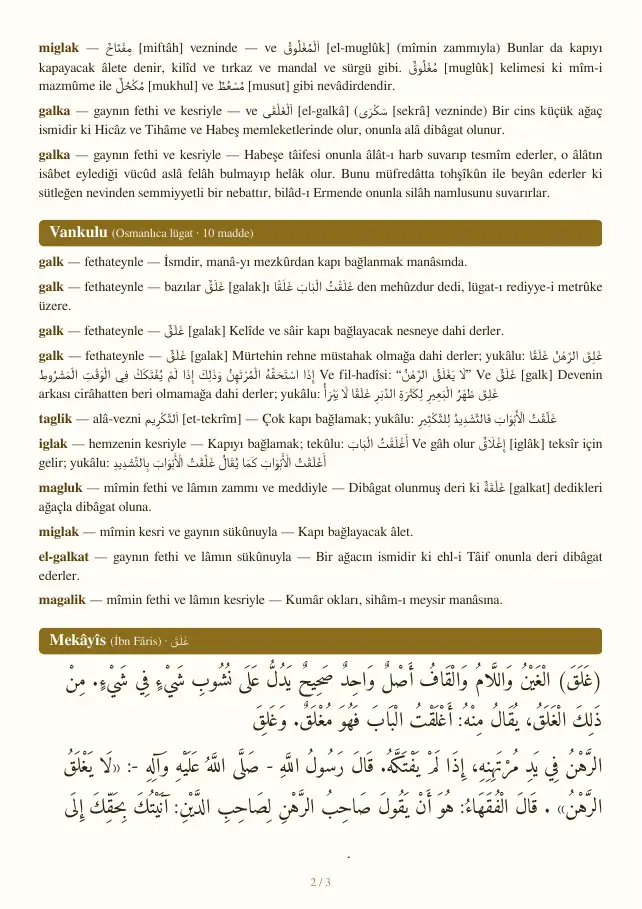 miglak — مِفْتَاحٌ [miftâh] vezninde — ve اَلْمُغْلُوقُ [el-muglûk] (mîmin zammıyla) Bunlar da kapıyı
kapayacak âlete denir, kilîd ve tırkaz ve mandal ve sürgü gibi. مُغْلُوقٌ [muglûk] kelimesi ki mîm-i
mazmûme ile مُكْحُلٌ [mukhul] ve مُسْعُطٌ [musut] gibi nevâdirdendir.
galka — gaynın fethi ve kesriyle — ve اَلْغَلْقَى [el-galkâ] (سَكْرَى [sekrâ] vezninde) Bir cins küçük ağaç
ismidir ki Hicâz ve Tihâme ve Habeş memleketlerinde olur, onunla alâ dibâgat olunur.
galka — gaynın fethi ve kesriyle — Habeşe tâifesi onunla âlât-ı harb suvarıp tesmîm ederler, o âlâtın
isâbet eylediği vücûd aslâ felâh bulmayıp helâk olur. Bunu müfredâtta tohşîkûn ile beyân ederler ki
sütleğen nevinden semmiyyetli bir nebattır, bilâd-ı Ermende onunla silâh namlusunu suvarırlar.
Vankulu (Osmanlıca lügat · 10 madde)
galk — fethateynle — İsmdir, manâ-yı mezkûrdan kapı bağlanmak manâsında.
galk — fethateynle — bazılar غَلَقٌ [galak]ı غَلَقْتُ الْبَابَ غَلَقًا den mehûzdur dedi, lügat-ı rediyye-i metrûke
üzere.
galk — fethateynle — غَلَقٌ [galak] Kelîde ve sâir kapı bağlayacak nesneye dahi derler.
galk — fethateynle — غَلَقٌ [galak] Mürtehin rehne müstahak olmağa dahi derler; yukâlu: غَلِقَ الرَّهْنُ غَلَقًا
إِذَا اسْتَحَقَّهُ الْمُرْتَهِنُ وَذَلِكَ إِذَا لَمْ يُفْتَكَكْ فِي الْوَقْتِ الْمَشْرُوطِ Ve fil-hadîsi: “لَا يَغْلَقُ الرَّهْنُ” Ve غَلَقٌ [galk] Devenin
arkası cirâhatten beri olmamağa dahi derler; yukâlu: غَلِقَ ظَهْرُ الْبَعِيرِ لِكَثْرَةِ الدَّبَرِ غَلَقًا لَا يَبْرَأُ
taglik — alâ-vezni اَلتَّكْرِيمِ [et-tekrîm] — Çok kapı bağlamak; yukâlu: غَلَّقْتُ الْأَبْوَابَ فَالتَّشْدِيدُ لِلتَّكْثِيرِ
iglak — hemzenin kesriyle — Kapıyı bağlamak; tekûlu: أَغْلَقْتُ الْبَابَ Ve gâh olur إِغْلَاقٌ [iglâk] teksîr için
gelir; yukâlu: أَغْلَقْتُ الْأَبْوَابَ كَمَا يُقَالُ غَلَّقْتُ الْأَبْوَابَ بِالتَّشْدِيدِ
magluk — mîmin fethi ve lâmın zammı ve meddiyle — Dibâgat olunmuş deri ki غَلْقَةٌ [galkat] dedikleri
ağaçla dibâgat oluna.
miglak — mîmin kesri ve gaynın sükûnuyla — Kapı bağlayacak âlet.
el-galkat — gaynın fethi ve lâmın sükûnuyla — Bir ağacın ismidir ki ehl-i Tâif onunla deri dibâgat
ederler.
magalik — mîmin fethi ve lâmın kesriyle — Kumâr okları, sihâm-ı meysir manâsına.
Mekâyîs (İbn Fâris) · غَلَقَ
(غَلَقَ) الْغَيْنُ وَاللَّامُ وَالْقَافُ أَصْلٌ وَاحِدٌ صَحِيحٌ يَدُلُّ عَلَى نُشُوبِ شَيْءٍ فِي شَيْءٍ. مِنْ
ذَلِكَ الْغَلَقُ، يُقَالُ مِنْهُ: أَغْلَقْتُ الْبَابَ فَهُوَ مُغْلَقٌ. وَغَلِقَ
الرَّهْنُ فِي يَدِ مُرْتَهِنِهِ، إِذَا لَمْ يَفْتَكَّهُ. قَالَ رَسُولُ اللَّهِ - صَلَّى اللَّهُ عَلَيْهِ وَآلِهِ -: «لَا يَغْلَقُ
الرَّهْنُ» . قَالَ الْفُقَهَاءُ: هُوَ أَنْ يَقُولَ صَاحِبُ الرَّهْنِ لِصَاحِبِ الدَّيْنِ: آتَيْتُكَ بِحَقِّكَ إِلَى
2 / 3